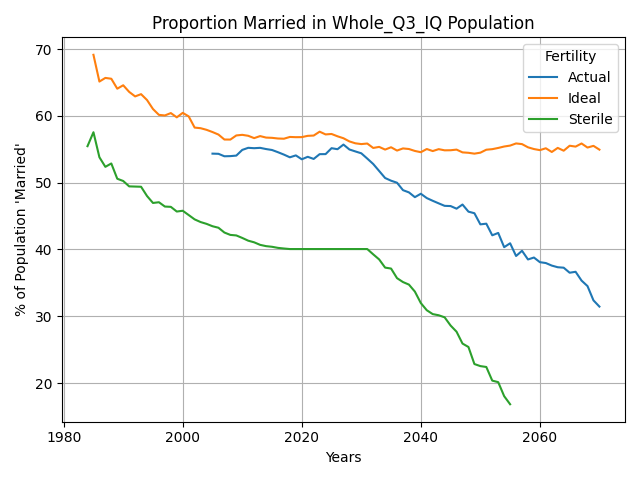 Proportion Married in Whole_Q3_IQ Population
% of Population 'Married'
70
60
50
40
30
20
Fertility
Actual
Ideal
Sterile
1980
2000
2020
2040
2060
Years